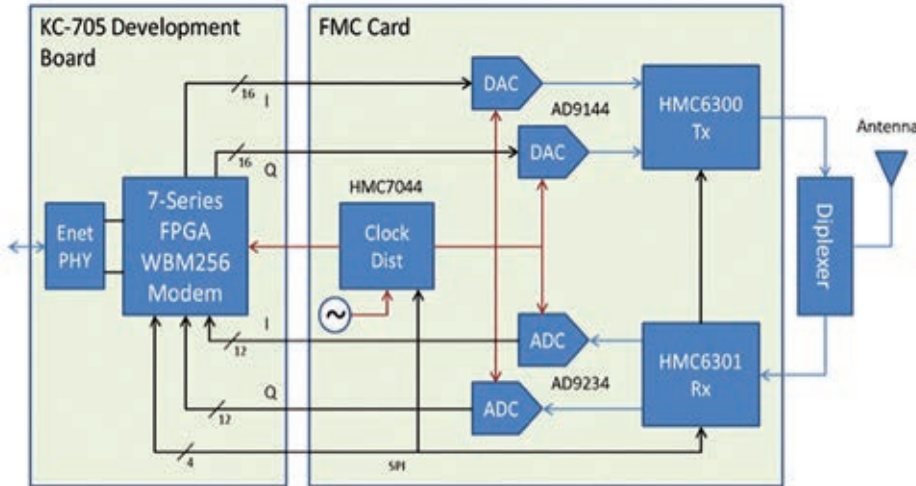 KC-705 Development
Board
FMC Card
16
I
DAC
AD9144
HMC6300
Tx
Antenna
16
Q
DAC
HMC7044
7-Series
FPGA
WBM256
Modem
Enet
PHY
Clock
Dist
Diplexer
~
I
12
ADC
AD9234
HMC6301
Rx
Q
12
ADC
4
SPI